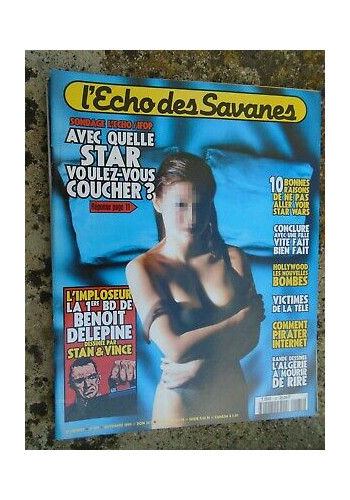 l'Echo des Savanes
SONDAGE L'ECHO/IFOP
AVEC QUELLE
STAR
VOULEZ-VOUS
COUCHER ?
Réponse page 11
10 BONNES
RAISONS
DE NE PAS
ALLER VOIR
STAR WARS
CONCLURE
AVEC UNE FILLE
VITE FAIT
BIEN FAIT
HOLLYWOOD
LES NOUVELLES
BOMBES
VICTIMES
DE LA TÉLÉ
COMMENT
PIRATER
INTERNET
BANDE DESSINÉE
L'ALGÉRIE
À MOURIR
DE RIRE
L'IMPLOSEUR
LA 1ÈRE BD DE
BENOIT
DELEPINE
DESSINÉE PAR
STAN & VINCE